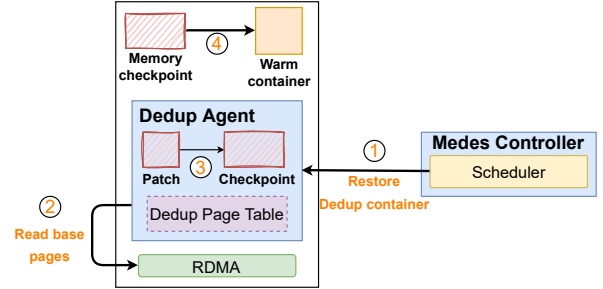 4
Memory
checkpoint
Warm
container
Dedup Agent
3
Patch
Checkpoint
Dedup Page Table
1
Restore
Dedup container
Medes Controller
Scheduler
2
Read base
pages
RDMA